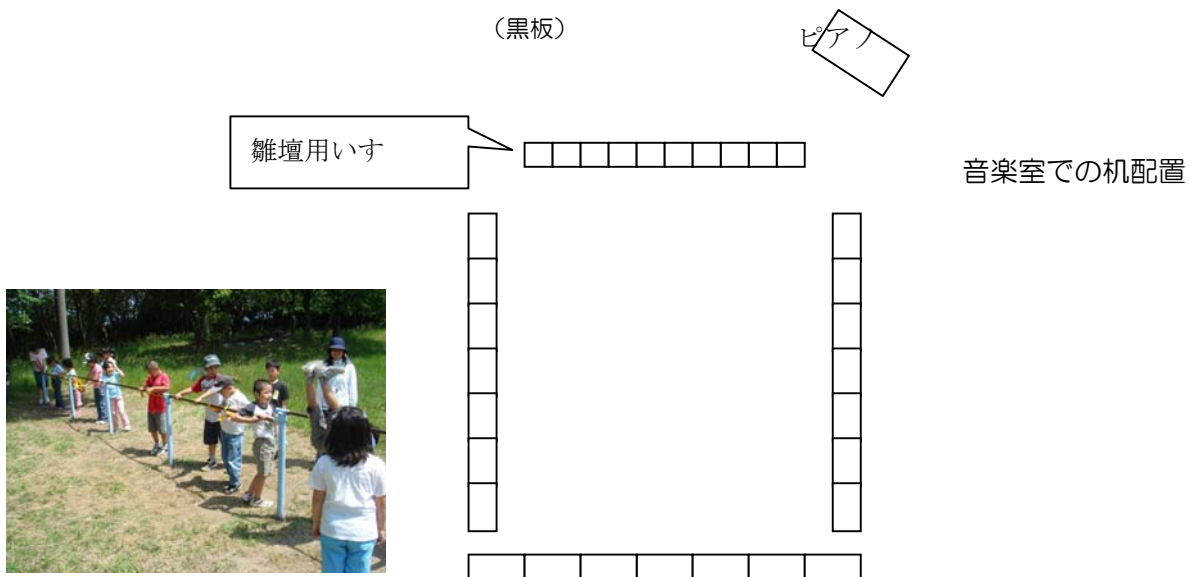 （黒板）
ピアノ
雛壇用いす
音楽室での机配置